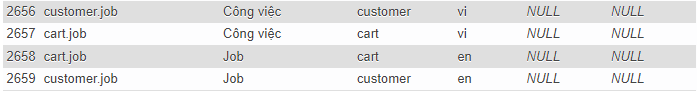 2656 customer.job Công việc customer vi NULL NULL
2657 cart.job Công việc cart vi NULL NULL
2658 cart.job Job cart en NULL NULL
2659 customer.job Job customer en NULL NULL